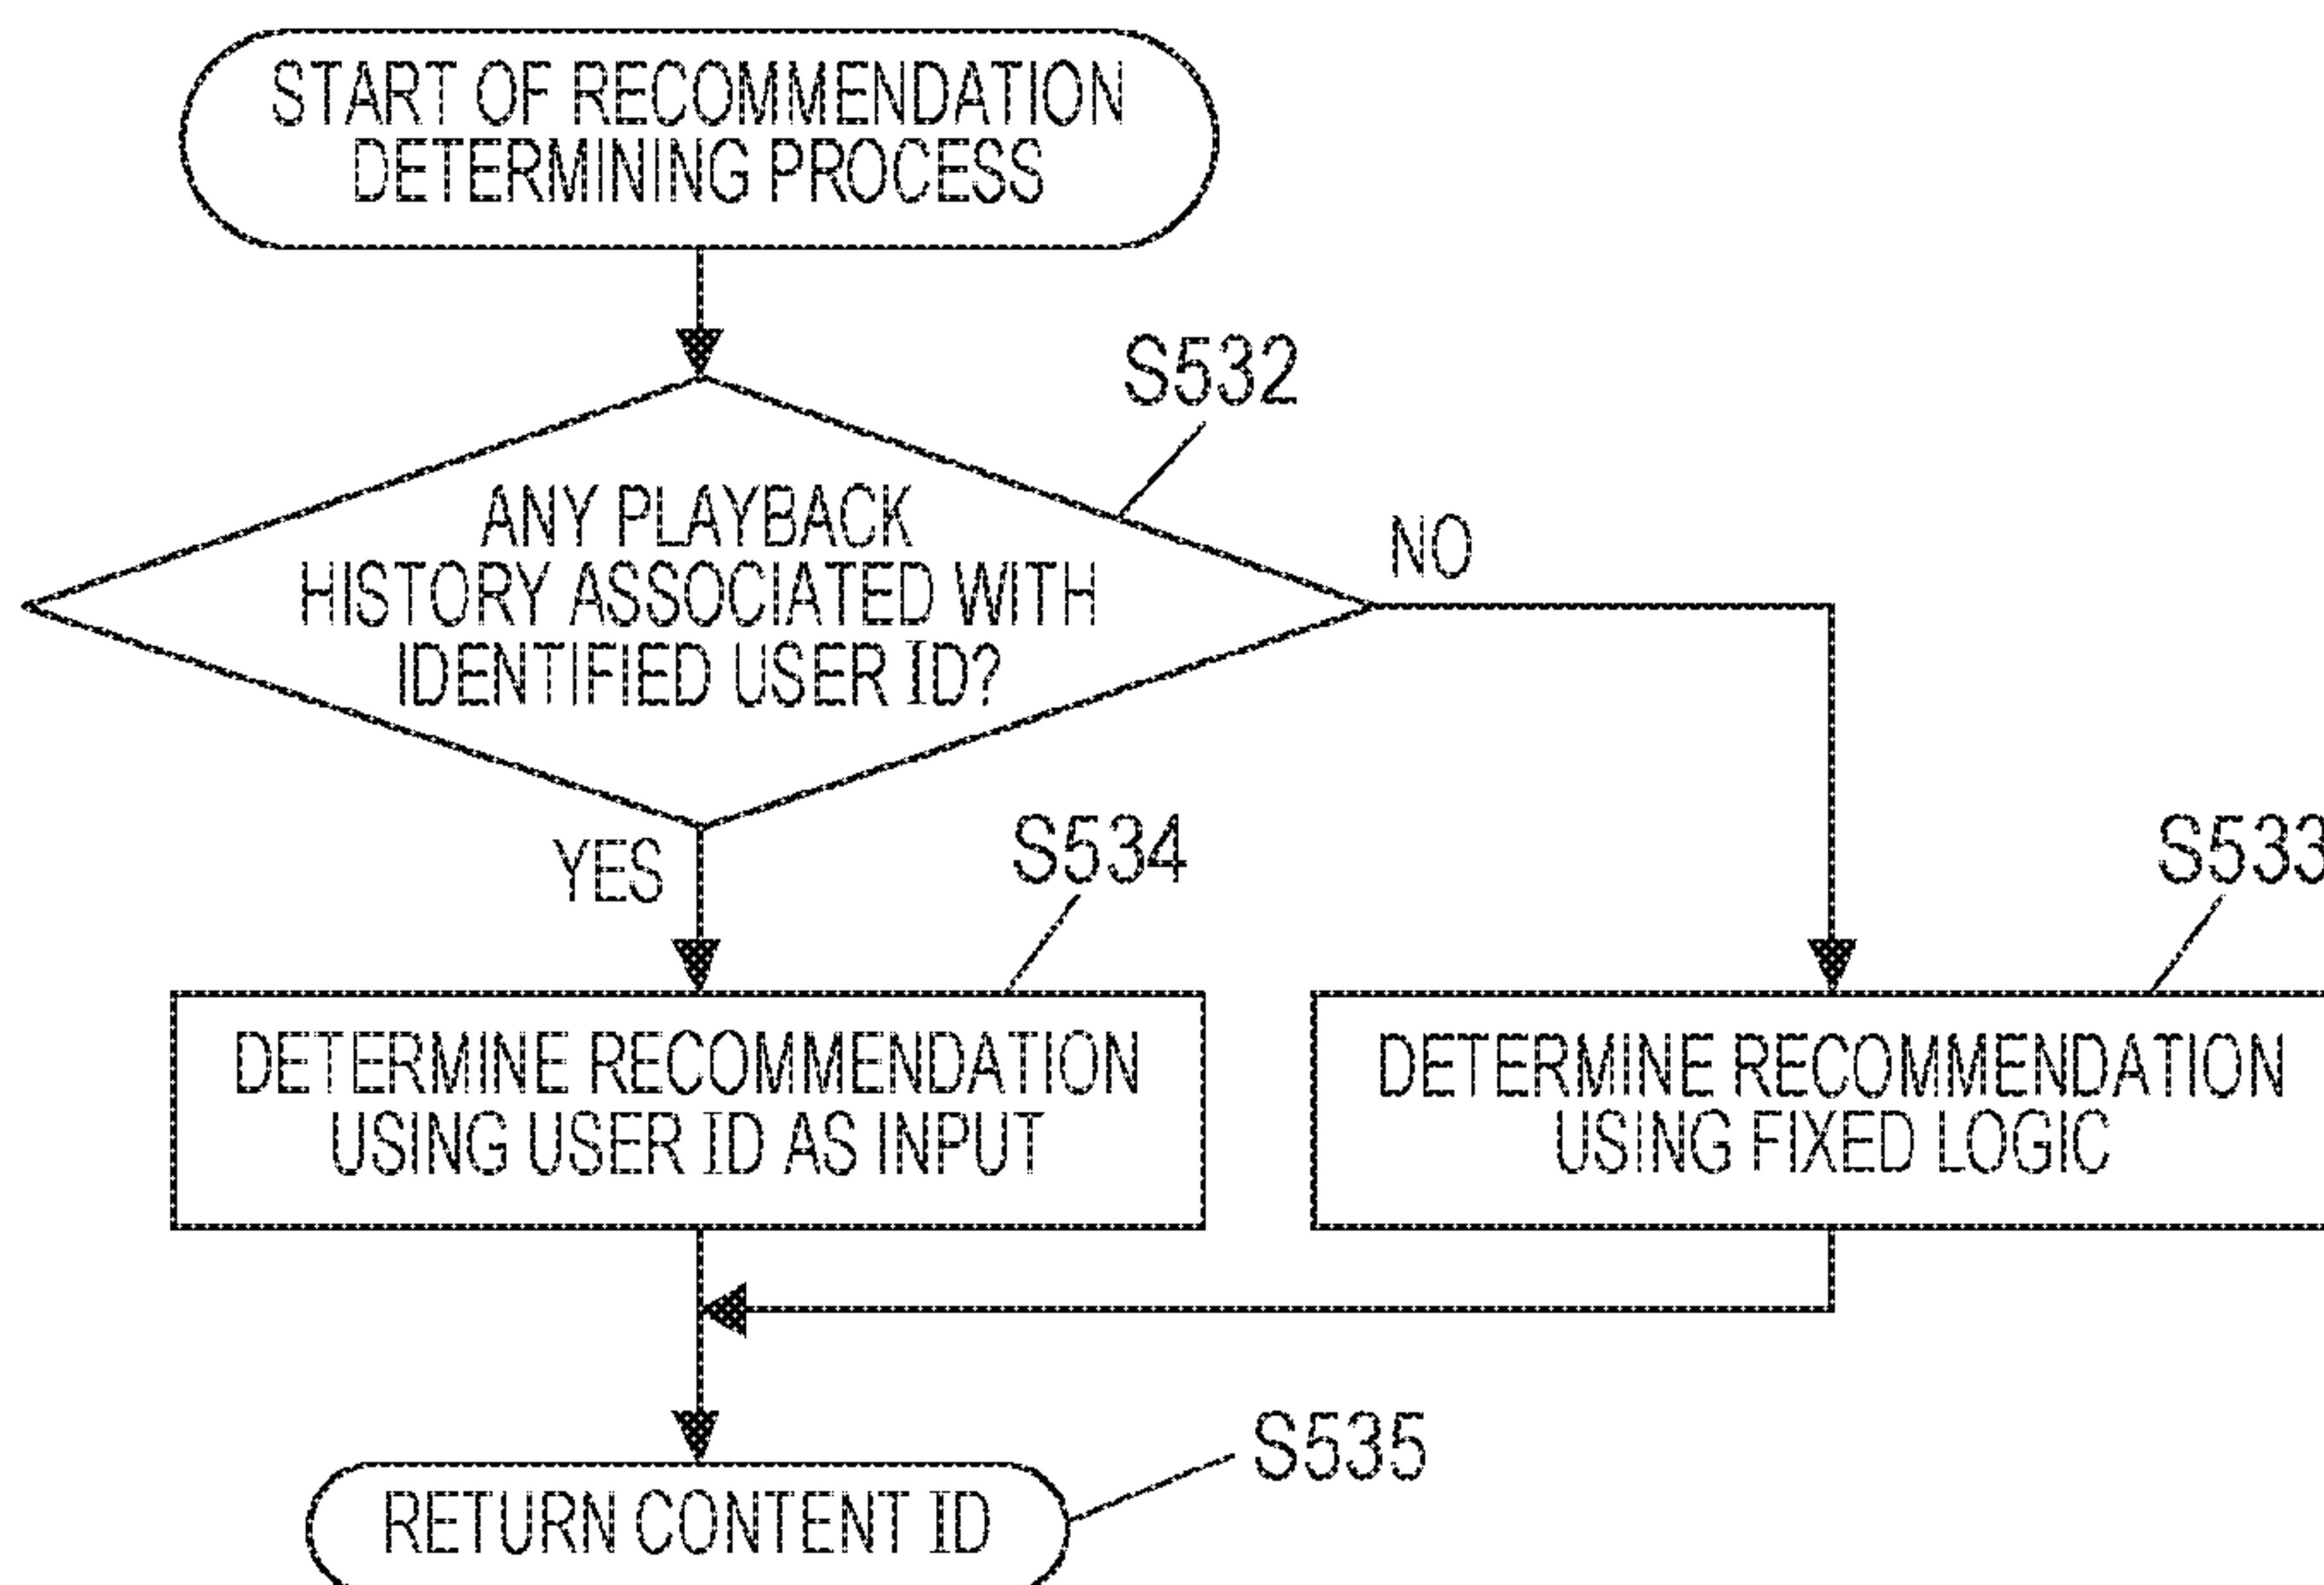 START OF RECOMMENDATION
DETERMINING PROCESS
S532
ANY PLAYBACK
HISTORY ASSOCIATED WITH
IDENTIFIED USER ID?
NO
YES
S534
S533
DETERMINE RECOMMENDATION
USING USER ID AS INPUT
DETERMINE RECOMMENDATION
USING FIXED LOGIC
RETURN CONTENT ID
S535